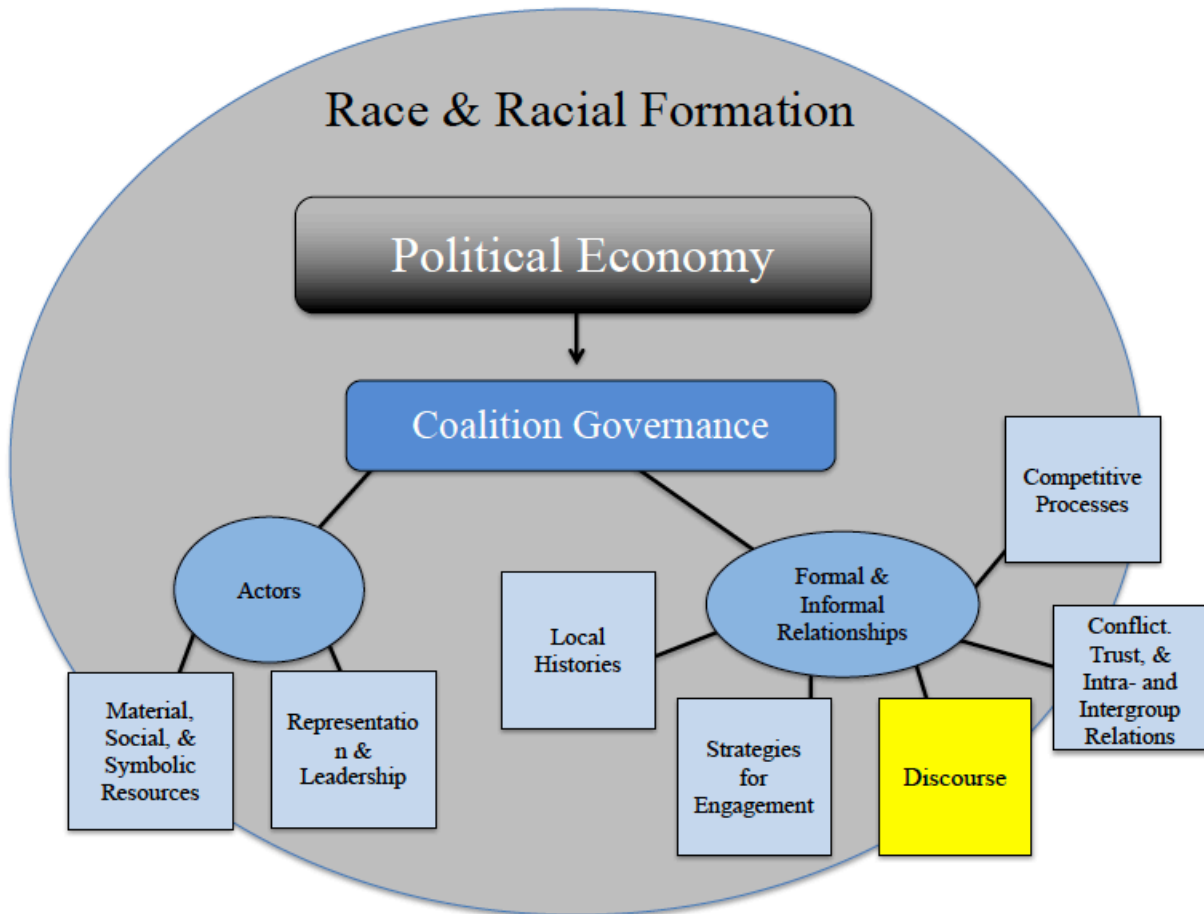 Race & Racial Formation
Political Economy
Coalition Governance
Competitive
Processes
Actors
Formal &
Informal
Relationships
Local
Histories
Conflict.
Trust, &
Intra- and
Intergroup
Relations
Material,
Social, &
Symbolic
Resources
Representatio
n &
Leadership
Strategies
for
Engagement
Discourse